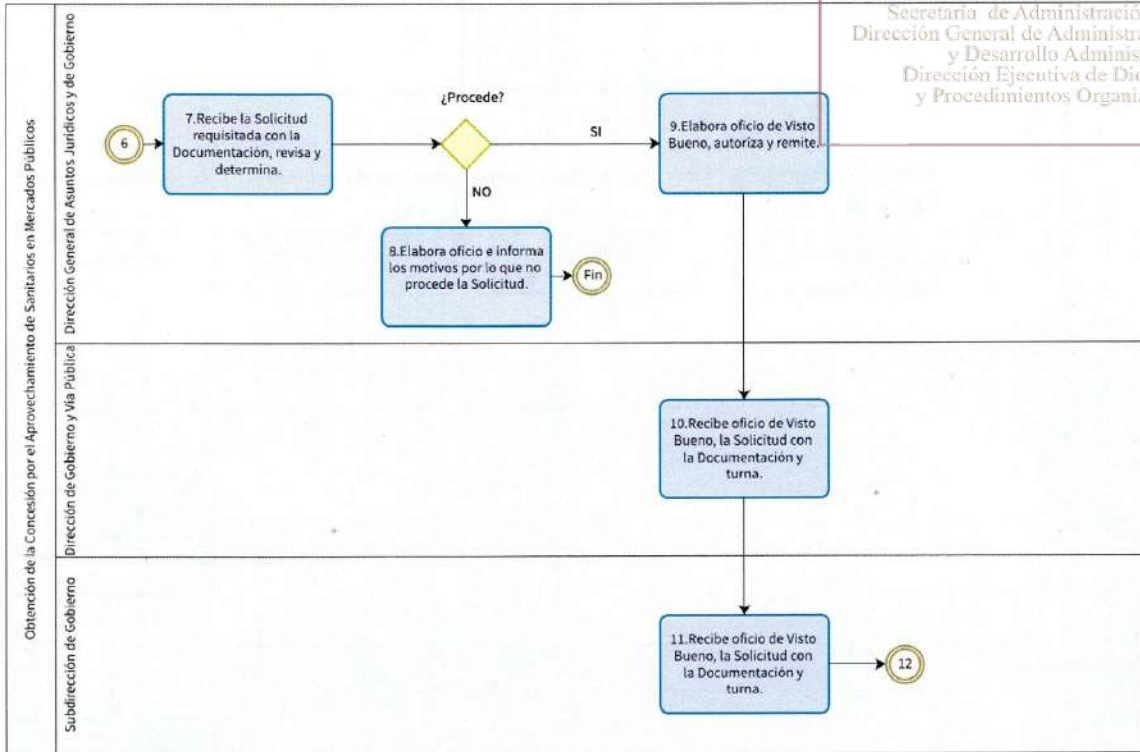 Secretaria de Administració
Dirección General de Administra
y Desarrollo Adminis
Dirección Ejecutiva de Dic
y Procedimientos Organi
Obtención de la Concesión por el Aprovechamiento de Sanitarios en Mercados Públicos
Dirección General de Asuntos Jurídicos y de Gobierno
6
7.Recibe la Solicitud
requisitada con la
Documentación, revisa y
determina.
¿Procede?
SI
NO
8.Elabora oficio e informa
los motivos por lo que no
procede la Solicitud.
Fin
9.Elabora oficio de Visto
Bueno, autoriza y remite.
Dirección de Gobierno y Vía Pública
10.Recibe oficio de Visto
Bueno, la Solicitud con
la Documentación y
turna.
Subdirección de Gobierno
11.Recibe oficio de Visto
Bueno, la Solicitud con
la Documentación y
turna.
12